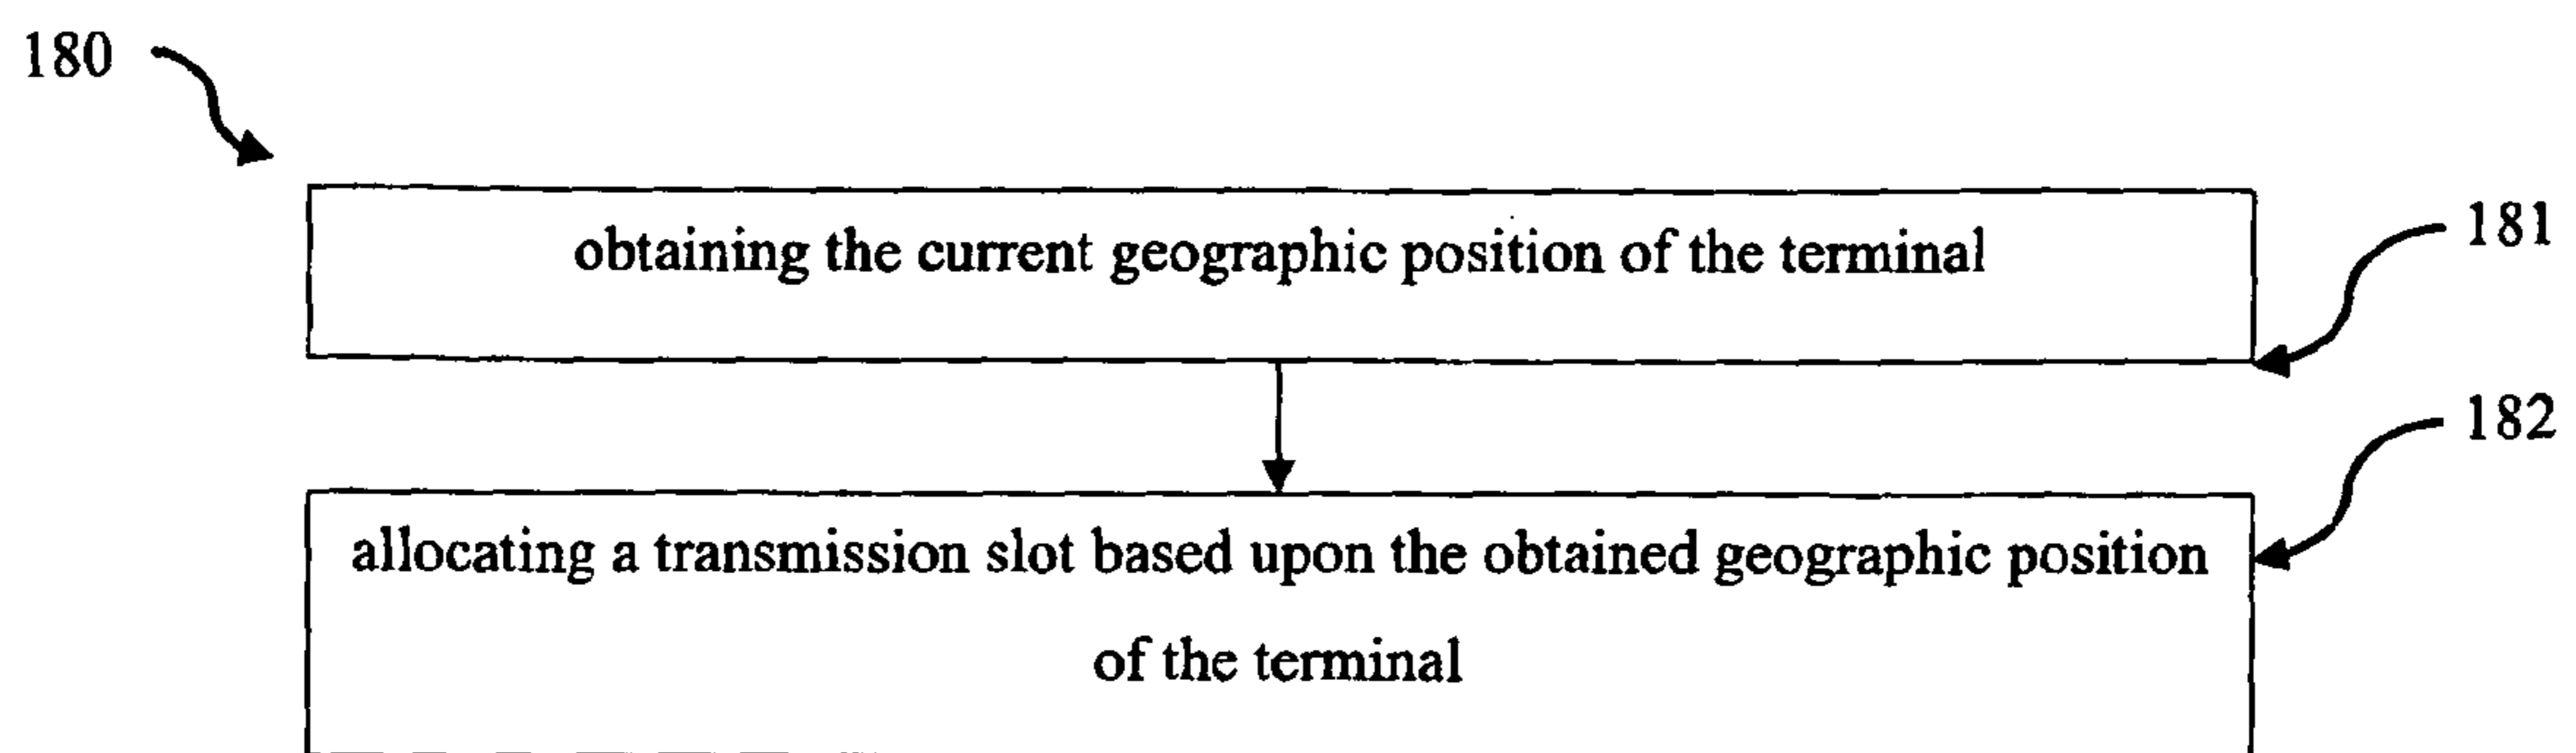 180
obtaining the current geographic position of the terminal
181
182
allocating a transmission slot based upon the obtained geographic position
of the terminal